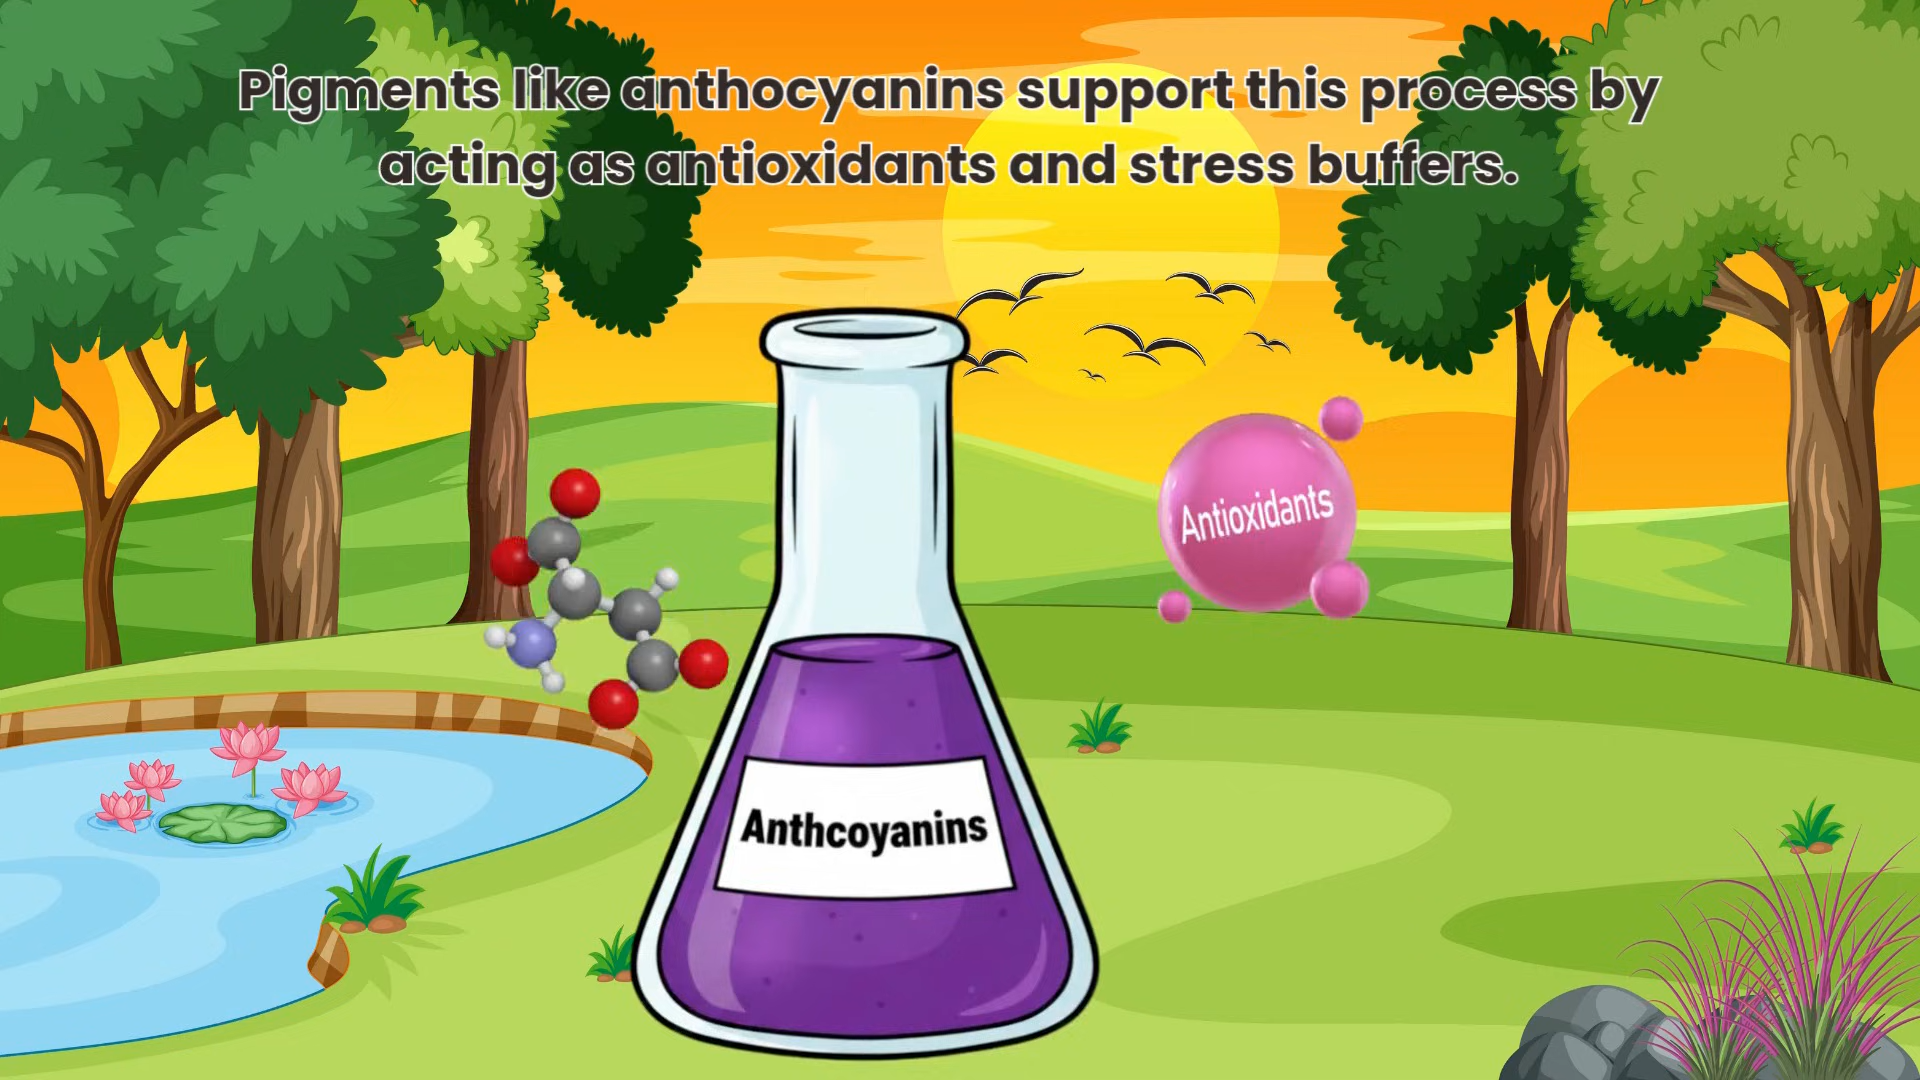 Pigments like anthocyanins support this process by
acting as antioxidants and stress buffers.
Antioxidants
Anthcoyanins